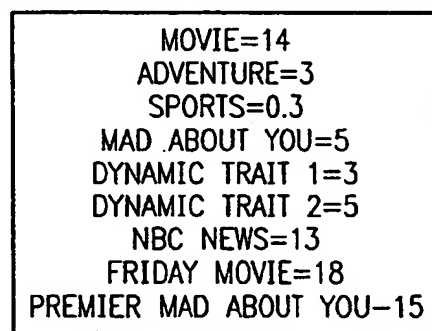 MOVIE=14
ADVENTURE=3
SPORTS=0.3
MAD ABOUT YOU=5
DYNAMIC TRAIT 1=3
DYNAMIC TRAIT 2=5
NBC NEWS=13
FRIDAY MOVIE=18
PREMIER MAD ABOUT YOU-15